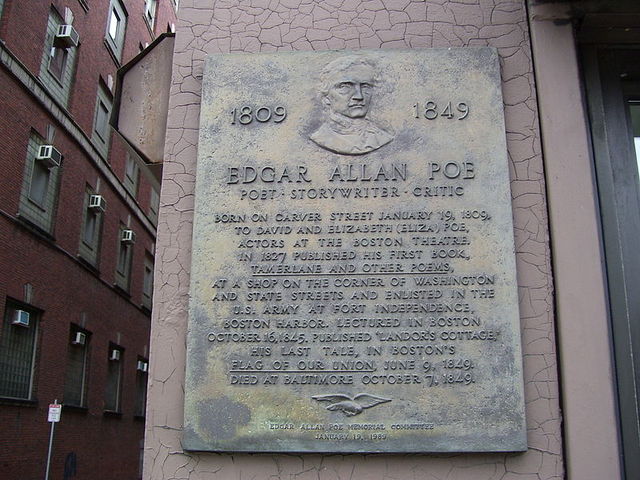 1809 1849
EDGAR ALLAN POE
POET · STORYWRITER · CRITIC
BORN ON CARVER STREET JANUARY 19, 1809,
TO DAVID AND ELIZABETH (ELIZA) POE,
ACTORS AT THE BOSTON THEATRE.
IN 1827 PUBLISHED HIS FIRST BOOK,
TAMERLANE AND OTHER POEMS,
AT A SHOP ON THE CORNER OF WASHINGTON
AND STATE STREETS AND ENLISTED IN THE
U.S. ARMY AT FORT INDEPENDENCE,
BOSTON HARBOR. LECTURED IN BOSTON
OCTOBER 16, 1845. PUBLISHED "LANDOR'S COTTAGE,"
HIS LAST TALE, IN BOSTON'S
FLAG OF OUR UNION, JUNE 9, 1849.
DIED AT BALTIMORE OCTOBER 7, 1849.
EDGAR ALLAN POE MEMORIAL COMMITTEE
JANUARY 19, 1989